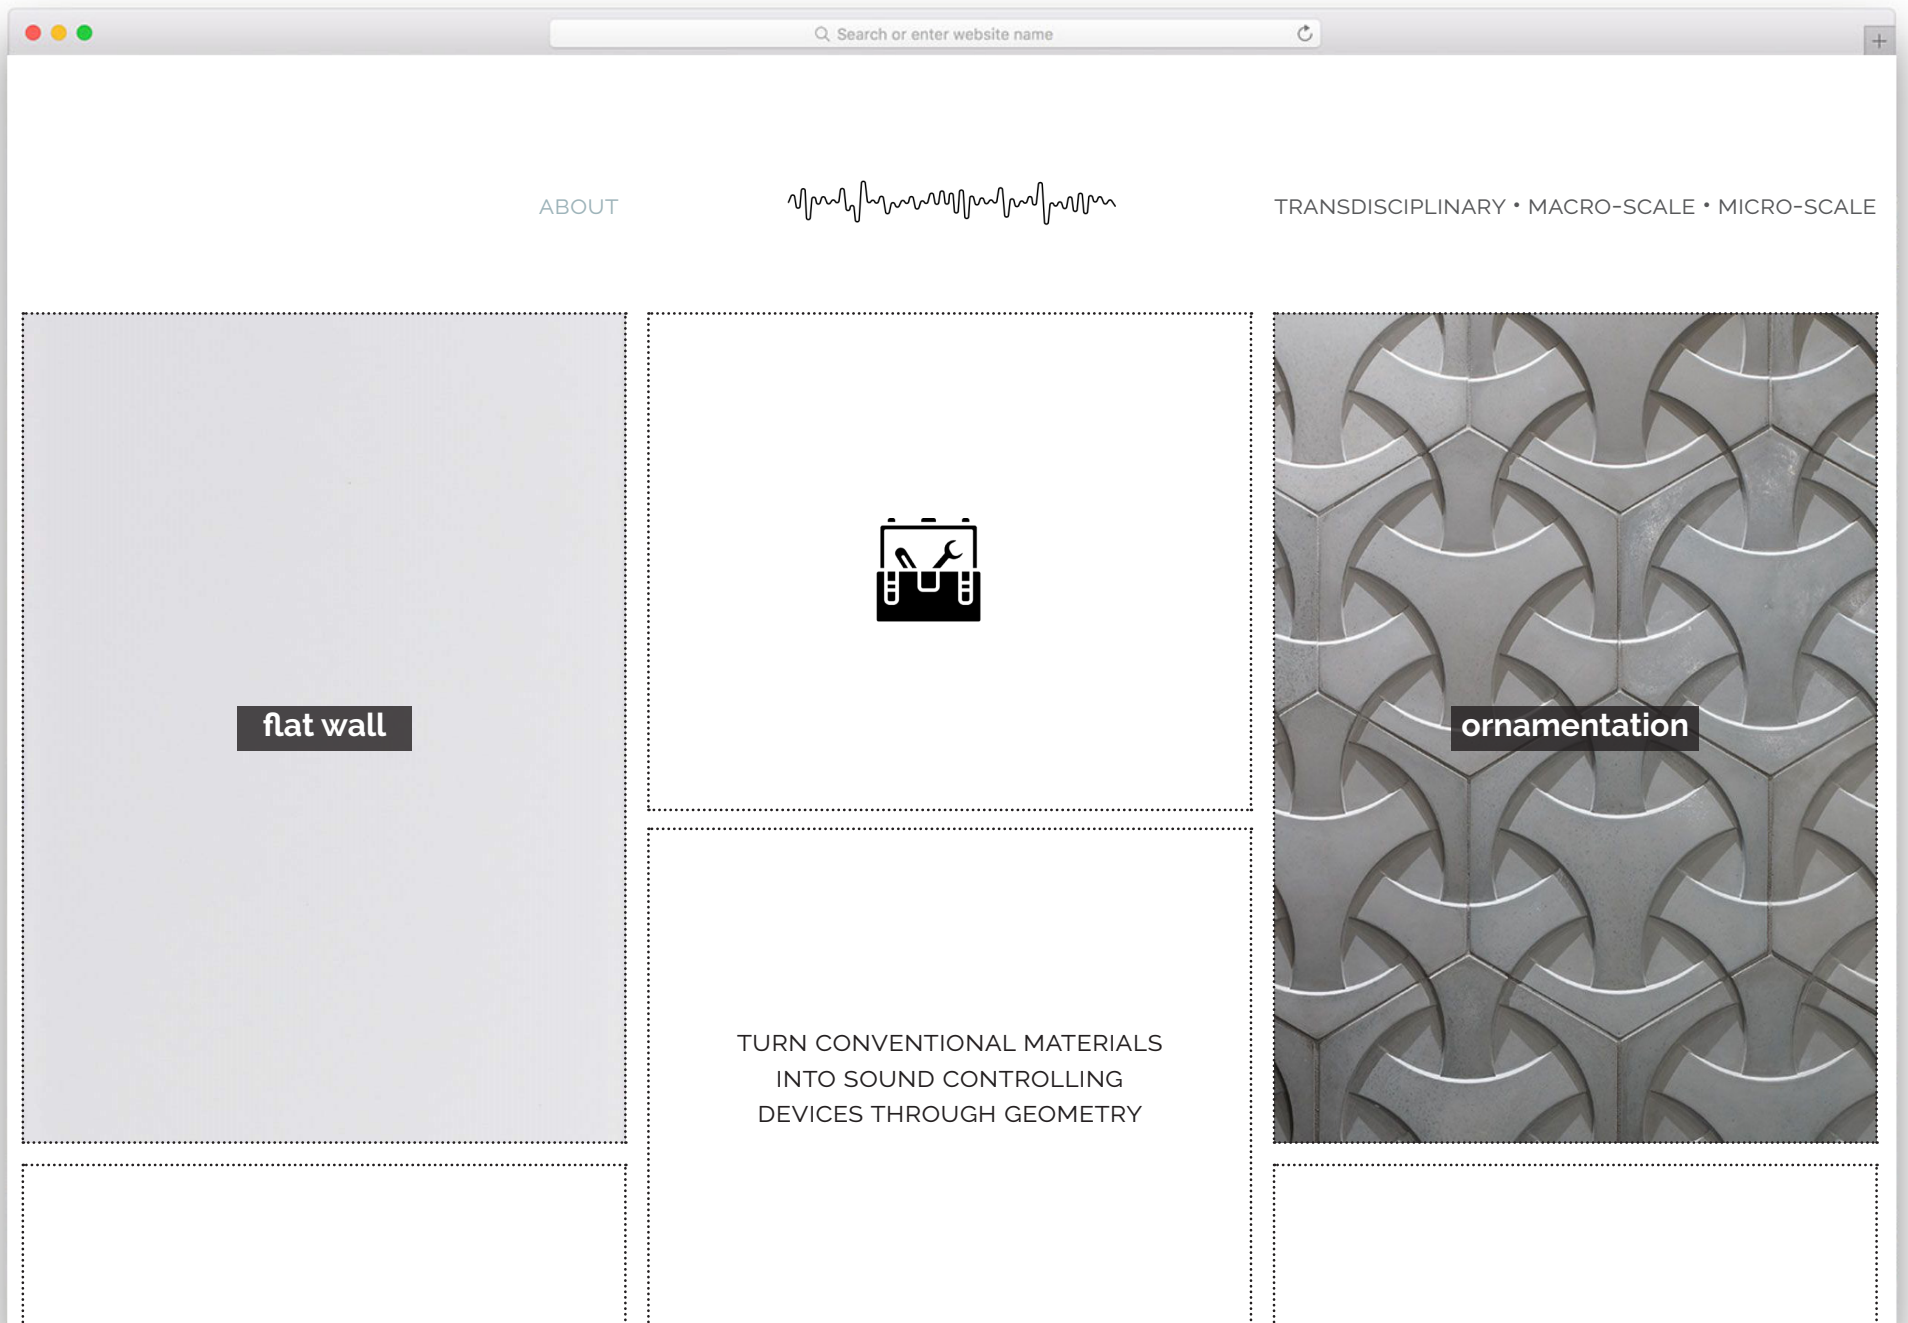 Search or enter website name
ABOUT
TRANSDISCIPLINARY • MACRO-SCALE • MICRO-SCALE
flat wall
ornamentation
TURN CONVENTIONAL MATERIALS
INTO SOUND CONTROLLING
DEVICES THROUGH GEOMETRY